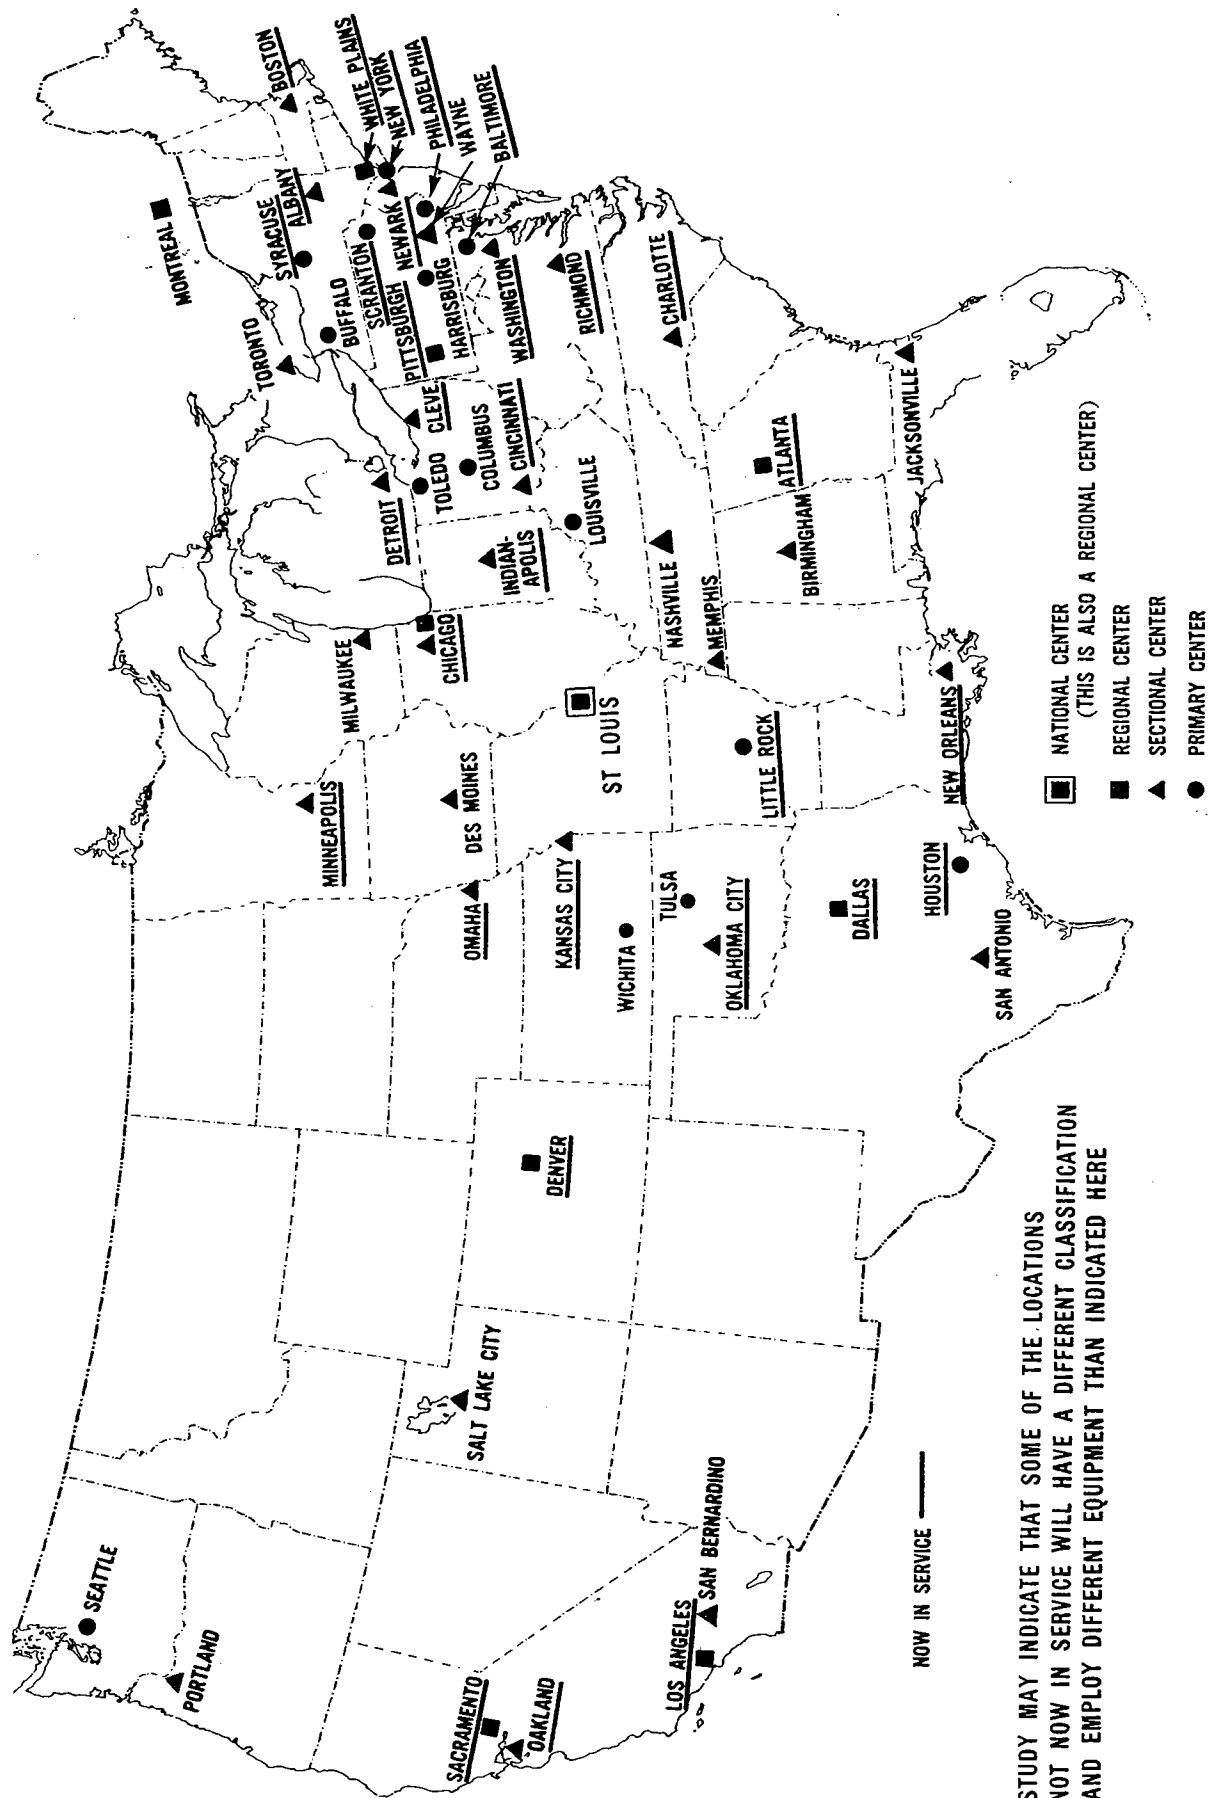 SEATTLE
PORTLAND
SACRAMENTO
OAKLAND
LOS ANGELES
SAN BERNARDINO
SALT LAKE CITY
DENVER
WICHITA
TULSA
OKLAHOMA CITY
DALLAS
HOUSTON
SAN ANTONIO
OMAHA
KANSAS CITY
MINNEAPOLIS
DES MOINES
ST LOUIS
LITTLE ROCK
NEW ORLEANS
MILWAUKEE
CHICAGO
MEMPHIS
NASHVILLE
BIRMINGHAM
ATLANTA
JACKSONVILLE
INDIAN-
APOLIS
LOUISVILLE
DETROIT
TOLEDO
CLEVE.
COLUMBUS
CINCINNATI
CHARLOTTE
TORONTO
BUFFALO
PITTSBURGH
HARRISBURG
WASHINGTON
RICHMOND
MONTREAL
SYRACUSE
ALBANY
SCRANTON
NEWARK
BOSTON
WHITE PLAINS
NEW YORK
PHILADELPHIA
WAYNE
BALTIMORE
NOW IN SERVICE
STUDY MAY INDICATE THAT SOME OF THE LOCATIONS
NOT NOW IN SERVICE WILL HAVE A DIFFERENT CLASSIFICATION
AND EMPLOY DIFFERENT EQUIPMENT THAN INDICATED HERE
NATIONAL CENTER
(THIS IS ALSO A REGIONAL CENTER)
REGIONAL CENTER
SECTIONAL CENTER
PRIMARY CENTER